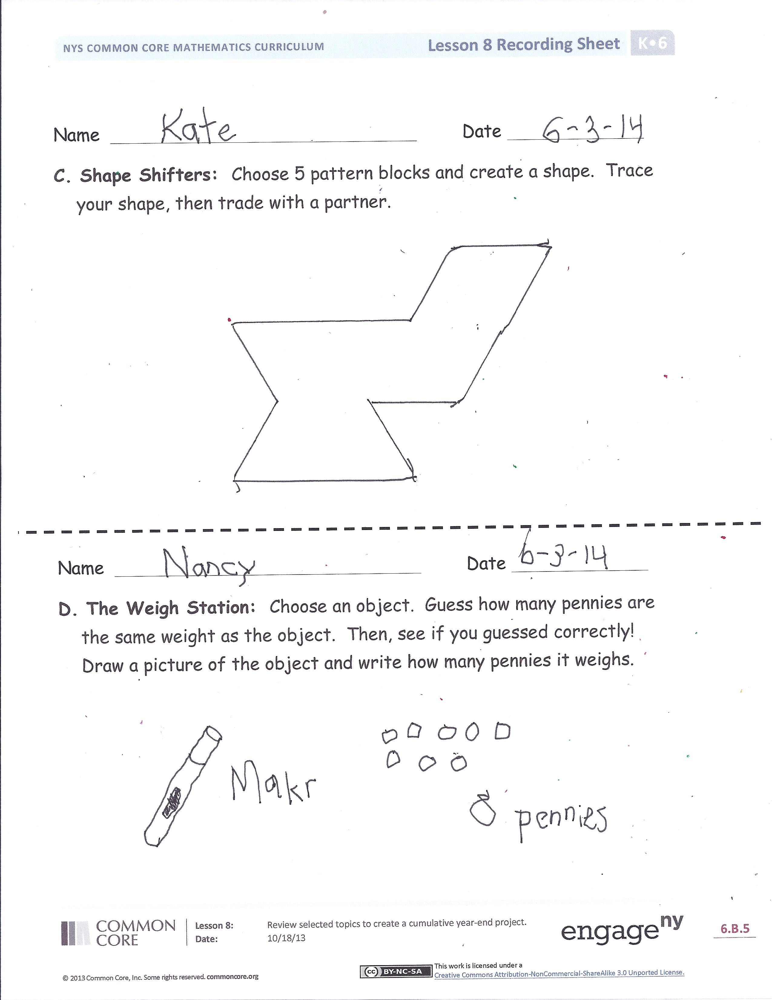 NYS COMMON CORE MATHEMATICS CURRICULUM
Lesson 8 Recording Sheet
K•6
Name Kate Date 6-3-14
C. Shape Shifters: Choose 5 pattern blocks and create a shape. Trace
your shape, then trade with a partner.
Name Nancy Date 6-3-14
D. The Weigh Station: Choose an object. Guess how many pennies are
the same weight as the object. Then, see if you guessed correctly!
Draw a picture of the object and write how many pennies it weighs.
Makr
8 pennies
COMMON
CORE
Lesson 8: Review selected topics to create a cumulative year-end project.
Date: 10/18/13
engage ny
6.B.5
© 2013 Common Core, Inc. Some rights reserved. commoncore.org
cc BY-NC-SA
This work is licensed under a
Creative Commons Attribution-NonCommercial-ShareAlike 3.0 Unported License.